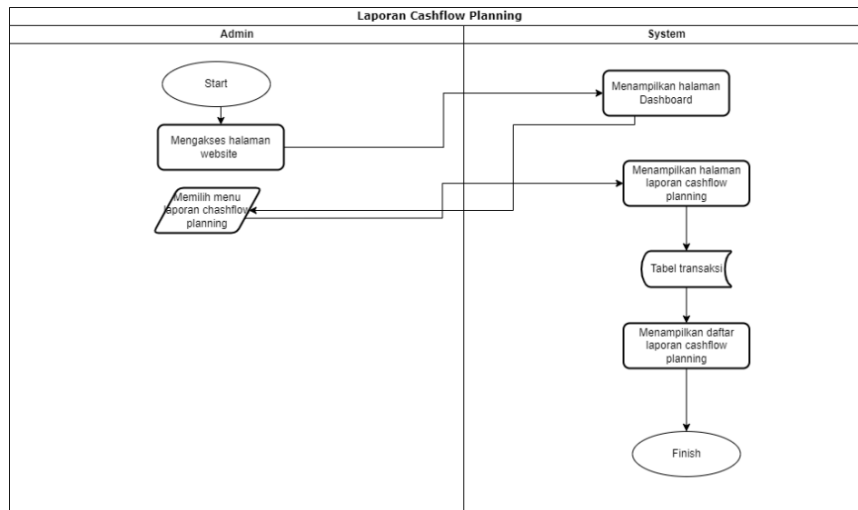 Laporan Cashflow Planning
Admin
System
Start
Menampilkan halaman
Dashboard
Mengakses halaman
website
Menampilkan halaman
laporan cashflow
planning
Memilih menu
laporan chashflow
planning
Tabel transaksi
Menampilkan daftar
laporan cashflow
planning
Finish